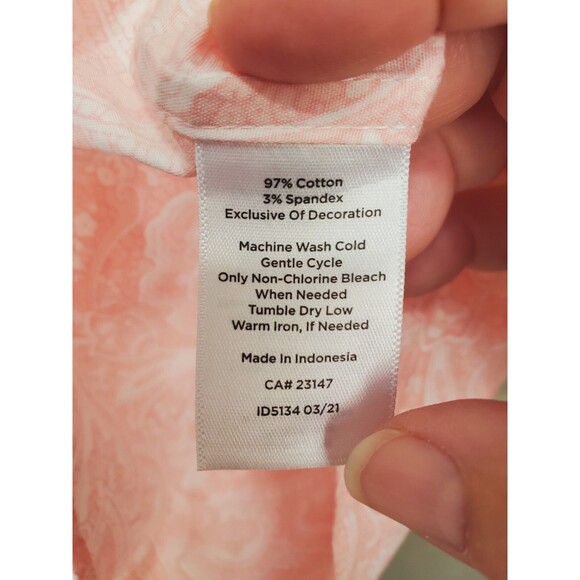 97% Cotton
3% Spandex
Exclusive Of Decoration
Machine Wash Cold
Gentle Cycle
Only Non-Chlorine Bleach
When Needed
Tumble Dry Low
Warm Iron, If Needed
Made In Indonesia
CA# 23147
ID5134 03/21